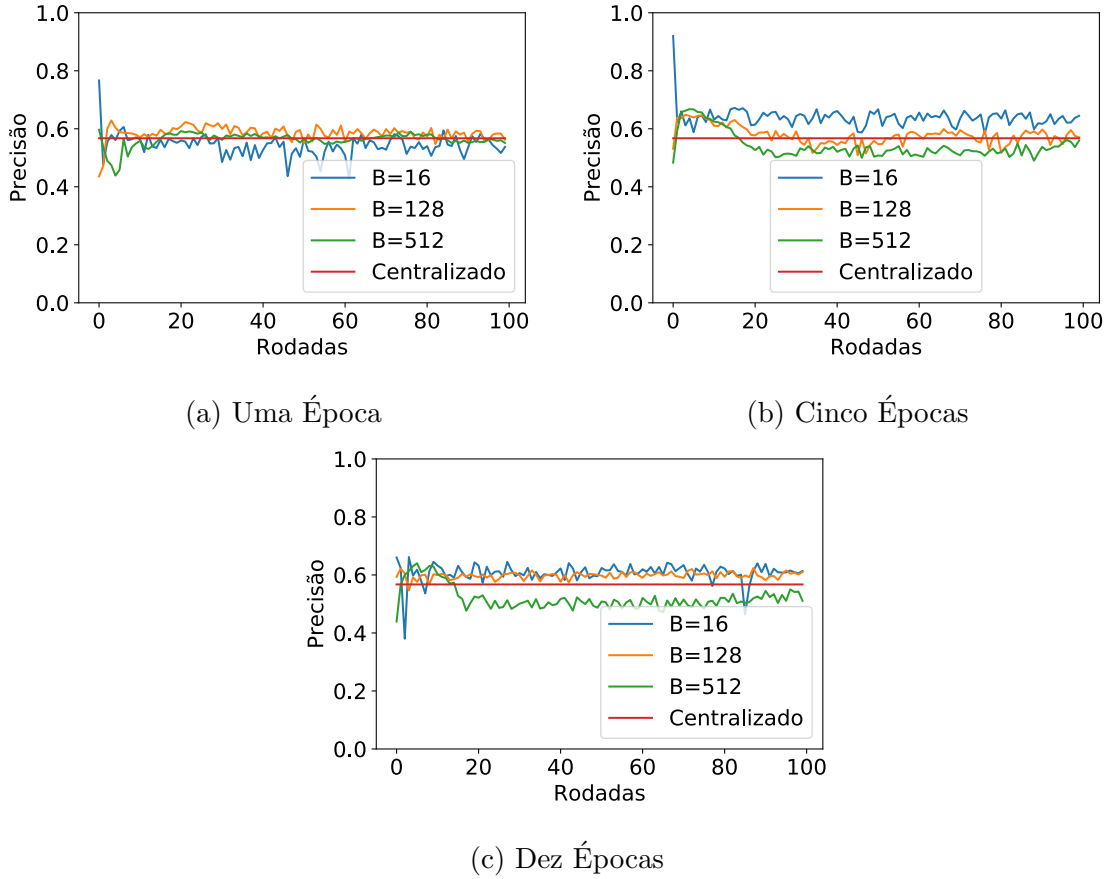 1.0
0.8
0.6
0.4
0.2
0.0
Precisão
0 20 40 60 80 100
Rodadas
B=16
B=128
B=512
Centralizado
(a) Uma Época
1.0
0.8
0.6
0.4
0.2
0.0
Precisão
0 20 40 60 80 100
Rodadas
B=16
B=128
B=512
Centralizado
(b) Cinco Épocas
1.0
0.8
0.6
0.4
0.2
0.0
Precisão
0 20 40 60 80 100
Rodadas
B=16
B=128
B=512
Centralizado
(c) Dez Épocas